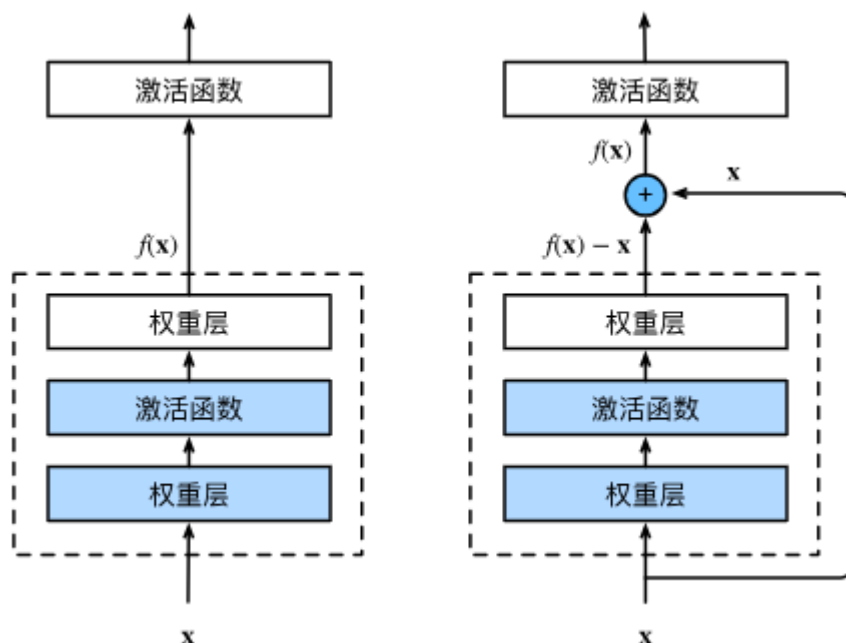 激活函数
f(x)
权重层
激活函数
权重层
x
激活函数
f(x)
x
+
f(x) − x
权重层
激活函数
权重层
x